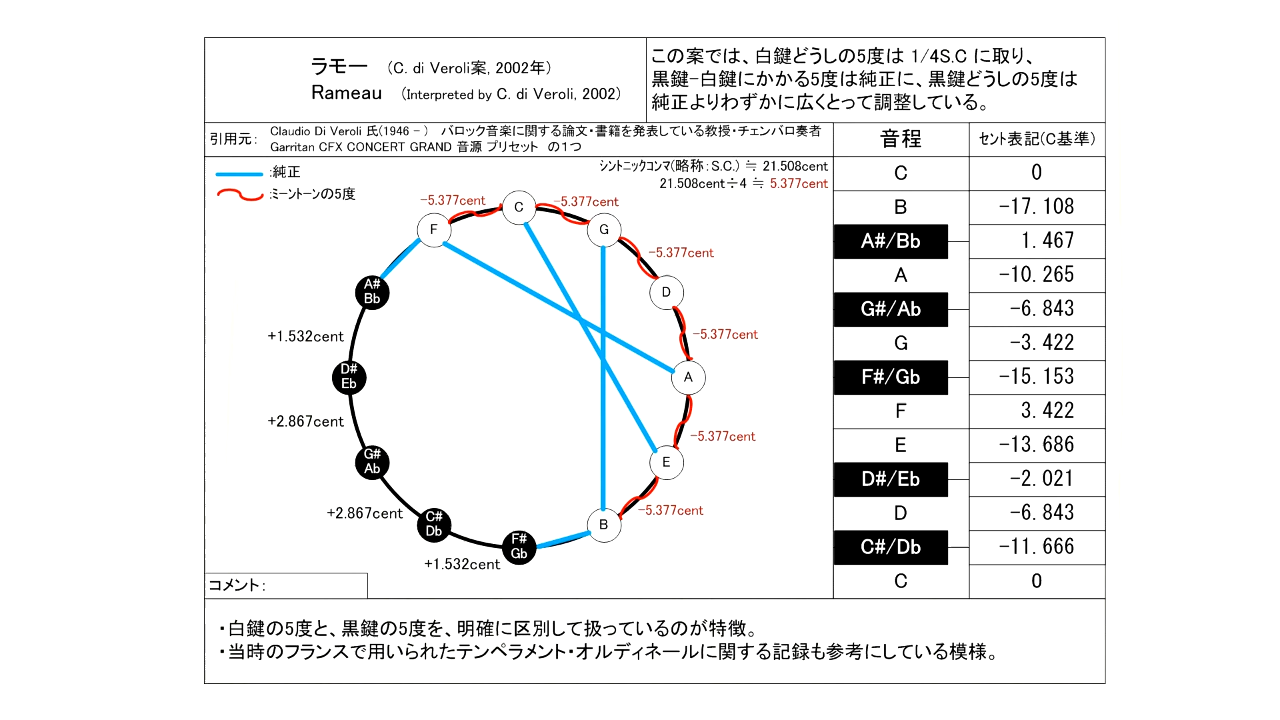 ラモー (C. di Veroli案, 2002年)
Rameau (Interpreted by C. di Veroli, 2002)
この案では、白鍵どうしの5度は 1/4S.C に取り、
黒鍵-白鍵にかかる5度は純正に、黒鍵どうしの5度は
純正よりわずかに広くとって調整している。
引用元:
Claudio Di Veroli 氏(1946 - ) バロック音楽に関する論文・書籍を発表している教授・チェンバロ奏者
Garritan CFX CONCERT GRAND 音源 プリセット の1つ
音程 セント表記(C基準)
:純正
:ミーントーンの5度
シントニックコンマ(略称:S.C.) ≒ 21.508cent
21.508cent÷4 ≒ 5.377cent
-5.377cent
-5.377cent
-5.377cent
-5.377cent
-5.377cent
-5.377cent
+1.532cent
+2.867cent
+2.867cent
+1.532cent
C
G
D
A
E
B
F#
Gb
C#
Db
G#
Ab
D#
Eb
A#
Bb
F
C 0
B -17.108
A#/Bb 1.467
A -10.265
G#/Ab -6.843
G -3.422
F#/Gb -15.153
F 3.422
E -13.686
D#/Eb -2.021
D -6.843
C#/Db -11.666
C 0
コメント:
・白鍵の5度と、黒鍵の5度を、明確に区別して扱っているのが特徴。
・当時のフランスで用いられたテンペラメント・オルディネールに関する記録も参考にしている模様。